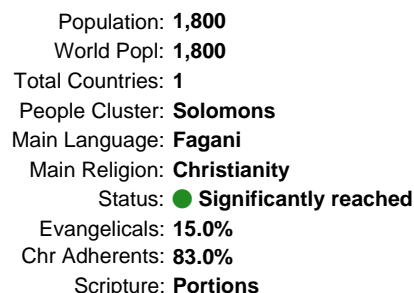 Population: 1,800
World Popl: 1,800
Total Countries: 1
People Cluster: Solomons
Main Language: Fagani
Main Religion: Christianity
Status: Significantly reached
Evangelicals: 15.0%
Chr Adherents: 83.0%
Scripture: Portions